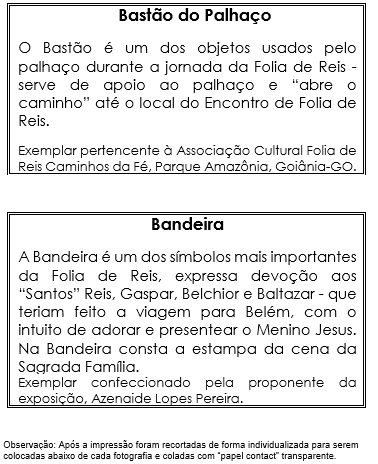 Bastão do Palhaço
O Bastão é um dos objetos usados pelo
palhaço durante a jornada da Folia de Reis -
serve de apoio ao palhaço e “abre o
caminho” até o local do Encontro de Folia de
Reis.
Exemplar pertencente à Associação Cultural Folia de
Reis Caminhos da Fé, Parque Amazônia, Goiânia-GO.
Bandeira
A Bandeira é um dos símbolos mais importantes
da Folia de Reis, expressa devoção aos
“Santos” Reis, Gaspar, Belchior e Baltazar - que
teriam feito a viagem para Belém, com o
intuito de adorar e presentear o Menino Jesus.
Na Bandeira consta a estampa da cena da
Sagrada Família.
Exemplar confeccionado pela proponente da
exposição, Azenaide Lopes Pereira.
Observação: Após a impressão foram recortadas de forma individualizada para serem
colocadas abaixo de cada fotografia e coladas com “papel contact” transparente.